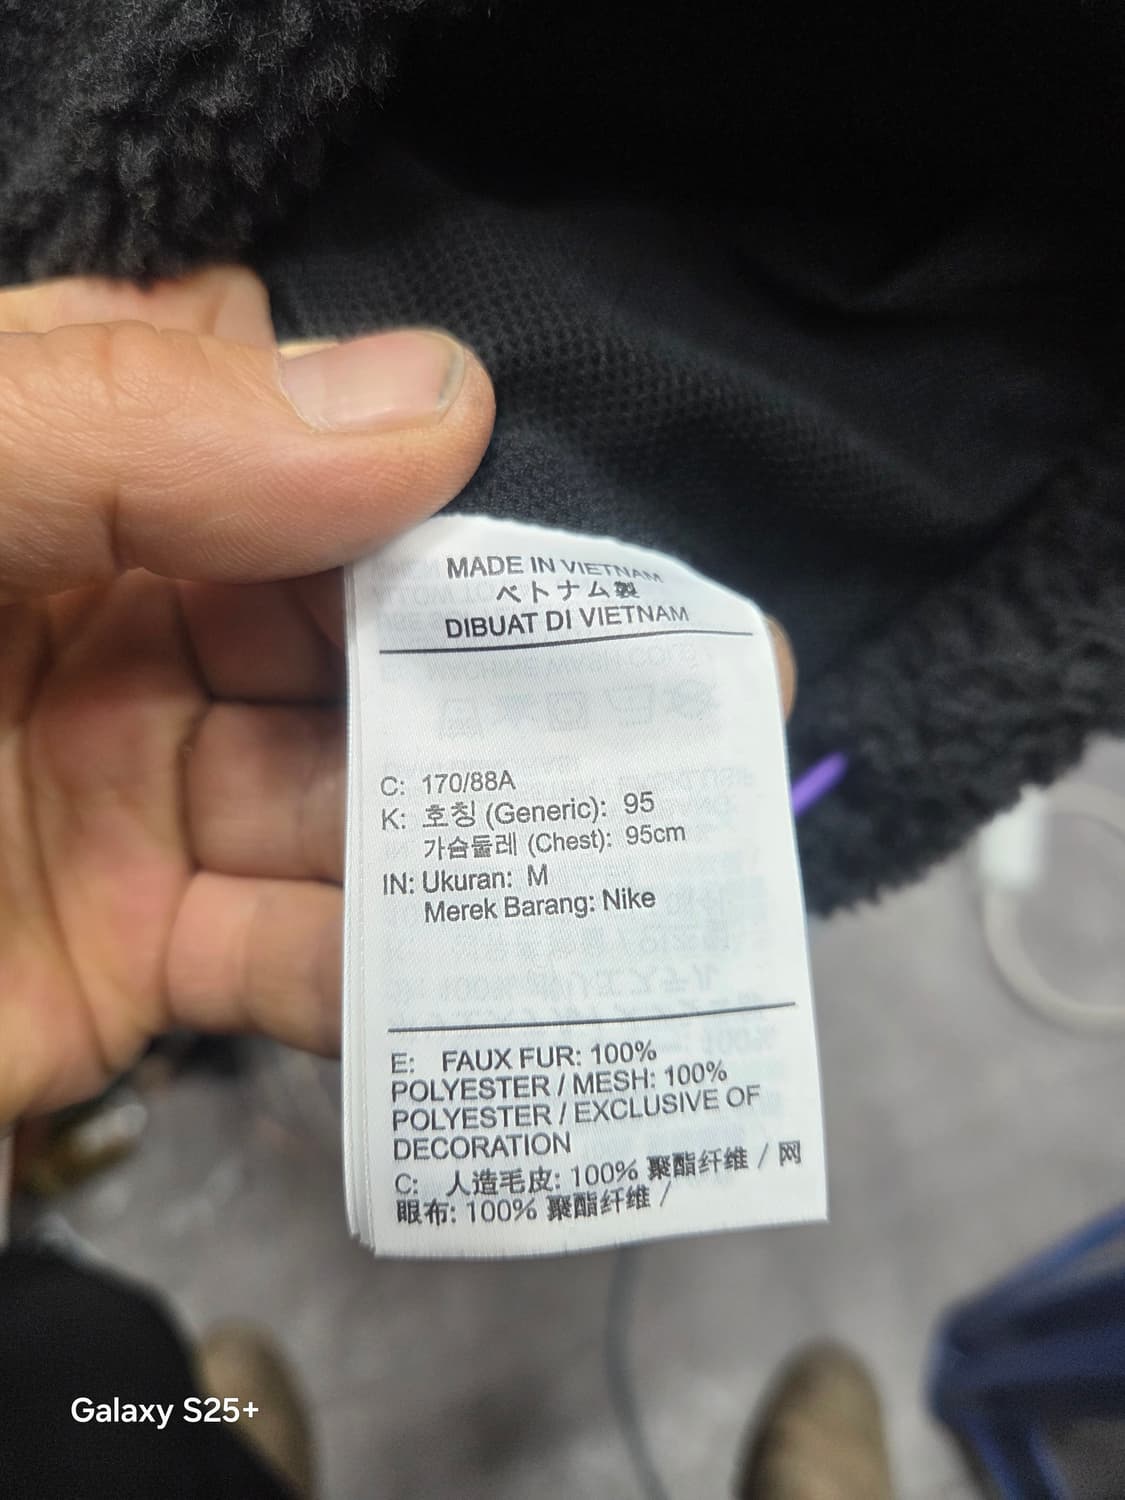 MADE IN VIETNAM
ベトナム製
DIBUAT DI VIETNAM
C: 170/88A
K: 호칭 (Generic): 95
가슴둘레 (Chest): 95cm
IN: Ukuran: M
Merek Barang: Nike
E: FAUX FUR: 100%
POLYESTER / MESH: 100%
POLYESTER / EXCLUSIVE OF
DECORATION
C: 人造毛皮: 100% 聚酯纤维 / 网
眼布: 100% 聚酯纤维 /
Galaxy S25+